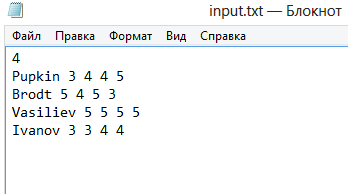 input.txt — Блокнот
Файл Правка Формат Вид Справка
4
Pupkin 3 4 4 5
Brodt 5 4 5 3
Vasiliev 5 5 5 5
Ivanov 3 3 4 4